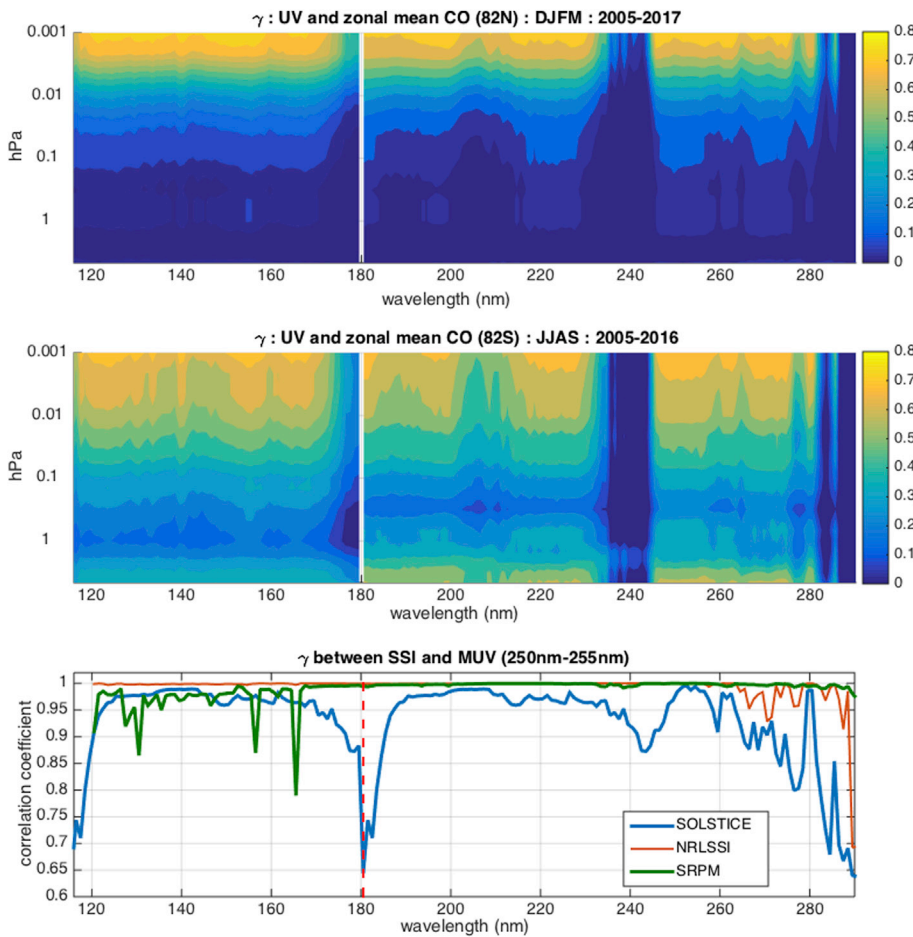 γ : UV and zonal mean CO (82N) : DJFM : 2005-2017
0.001
0.01
0.1
1
hPa
120 140 160 180 200 220 240 260 280
wavelength (nm)
0.8
0.7
0.6
0.5
0.4
0.3
0.2
0.1
0
γ : UV and zonal mean CO (82S) : JJAS : 2005-2016
0.001
0.01
0.1
1
hPa
120 140 160 180 200 220 240 260 280
wavelength (nm)
0.8
0.7
0.6
0.5
0.4
0.3
0.2
0.1
0
γ between SSI and MUV (250nm-255nm)
1
0.95
0.9
0.85
0.8
0.75
0.7
0.65
0.6
correlation coefficient
SOLSTICE
NRLSSI
SRPM
120 140 160 180 200 220 240 260 280
wavelength (nm)